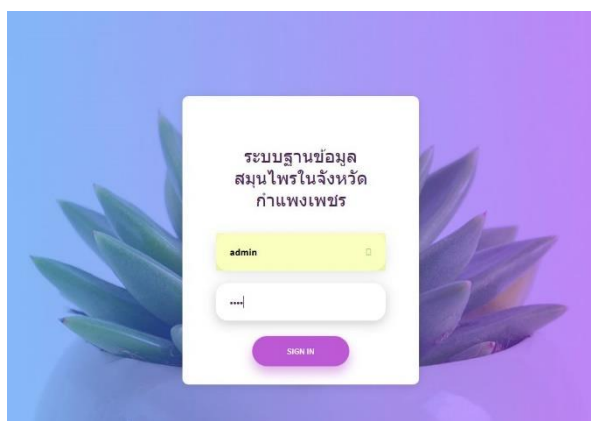 ระบบฐานข้อมูล
สมุนไพรในจังหวัด
กำแพงเพชร
admin
••••
SIGN IN